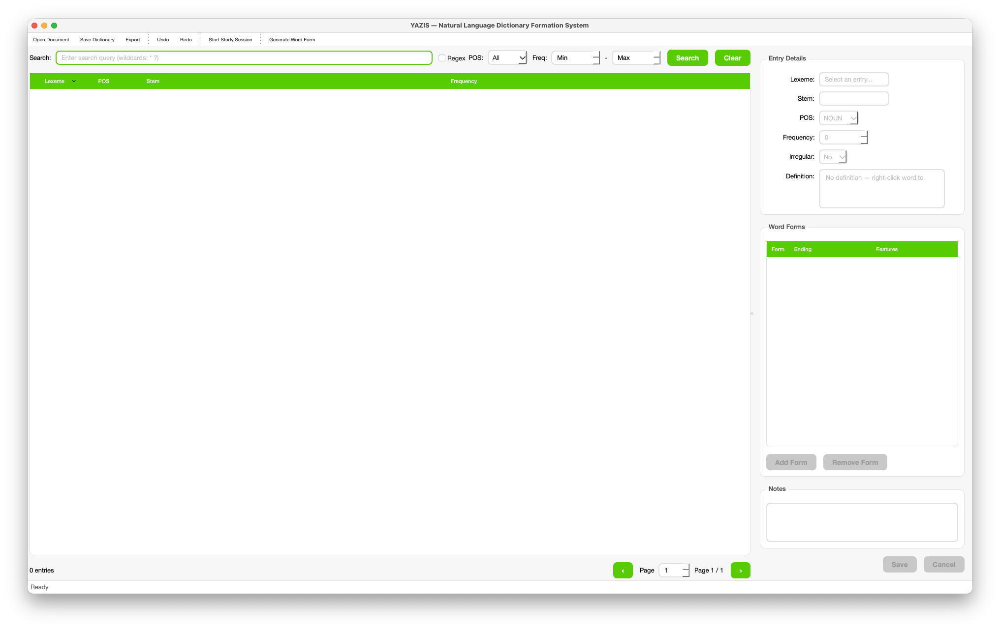 YAZIS — Natural Language Dictionary Formation System
Open Document Save Dictionary Export Undo Redo Start Study Session Generate Word Form
Search: Enter search query (wildcards: * ?) Regex POS: All Freq: Min - Max Search Clear
Lexeme POS Stem Frequency
0 entries ‹ Page 1 Page 1 / 1 ›
Entry Details
Lexeme: Select an entry...
Stem:
POS: NOUN
Frequency: 0
Irregular: No
Definition: No definition — right-click word to
Word Forms
Form Ending Features
Add Form Remove Form
Notes
Save Cancel
Ready